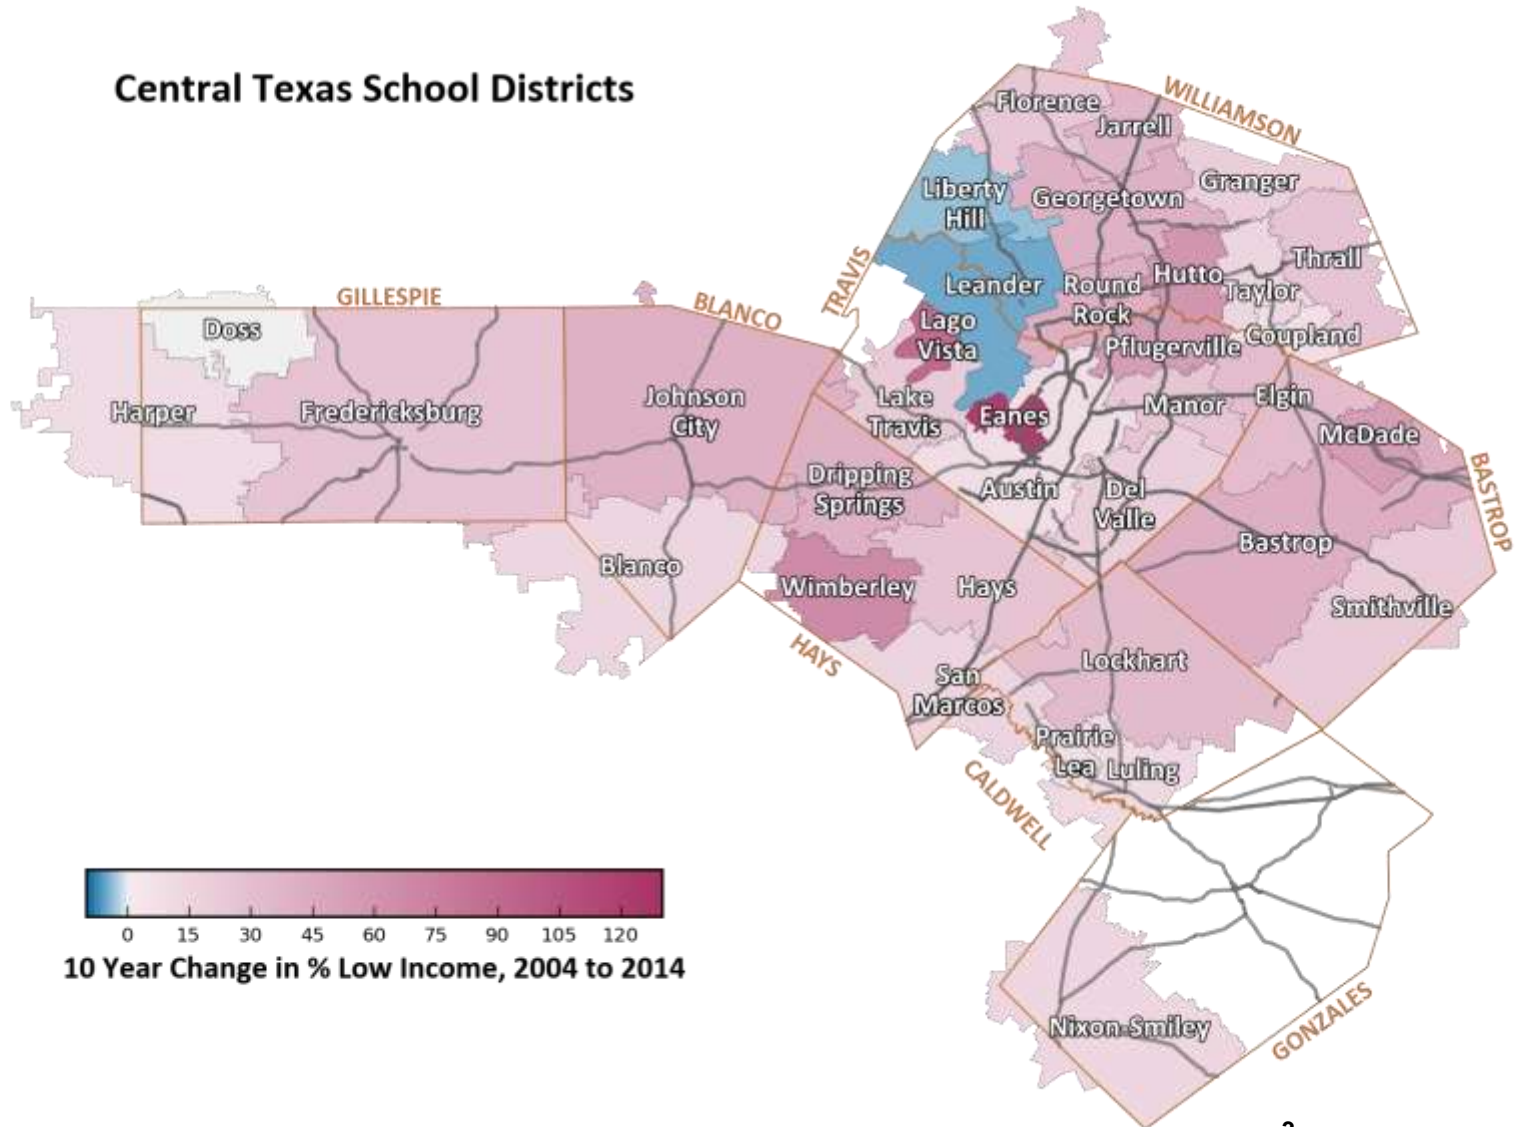 Central Texas School Districts
WILLIAMSON
Florence
Jarrell
Granger
Liberty
Hill
Georgetown
TRAVIS
Thrall
Leander
Round
Rock
Hutto
Taylor
GILLESPIE
BLANCO
Doss
Lago
Vista
Pflugerville
Coupland
Harper
Fredericksburg
Johnson
City
Lake
Travis
Eanes
Manor
Elgin
McDade
BASTROP
Dripping
Springs
Austin
Del
Valle
Bastrop
Blanco
Wimberley
Hays
Smithville
HAYS
San
Marcos
Lockhart
Prairie
Lea
Luling
CALDWELL
0 15 30 45 60 75 90 105 120
10 Year Change in % Low Income, 2004 to 2014
Nixon-Smiley
GONZALES